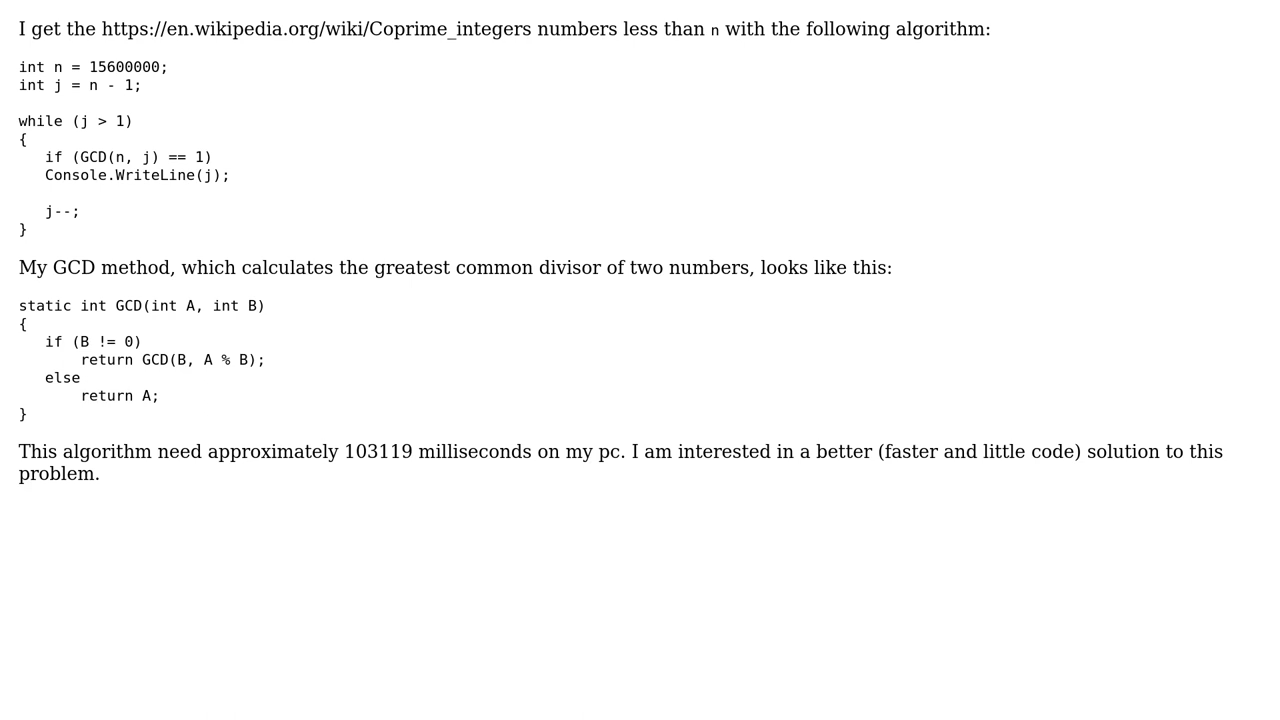 I get the https://en.wikipedia.org/wiki/Coprime_integers numbers less than n with the following algorithm:
int n = 15600000;
int j = n - 1;
while (j > 1)
{
   if (GCD(n, j) == 1)
   Console.WriteLine(j);
   j--;
}
My GCD method, which calculates the greatest common divisor of two numbers, looks like this:
static int GCD(int A, int B)
{
   if (B != 0)
       return GCD(B, A % B);
   else
       return A;
}
This algorithm need approximately 103119 milliseconds on my pc. I am interested in a better (faster and little code) solution to this
problem.